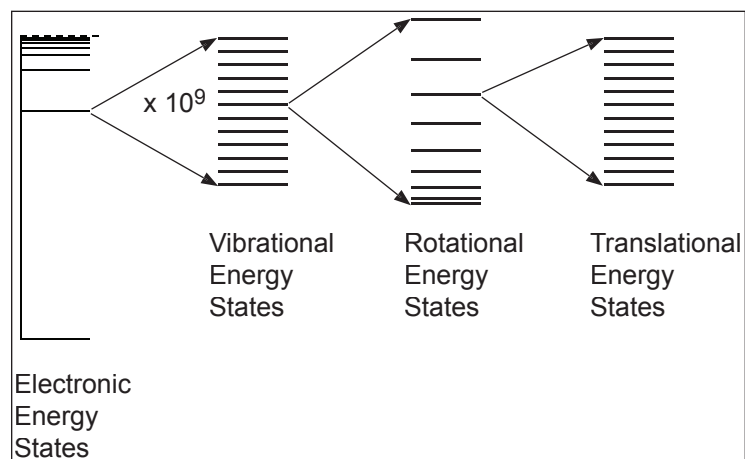 x 10⁹
Vibrational
Energy
States
Rotational
Energy
States
Translational
Energy
States
Electronic
Energy
States